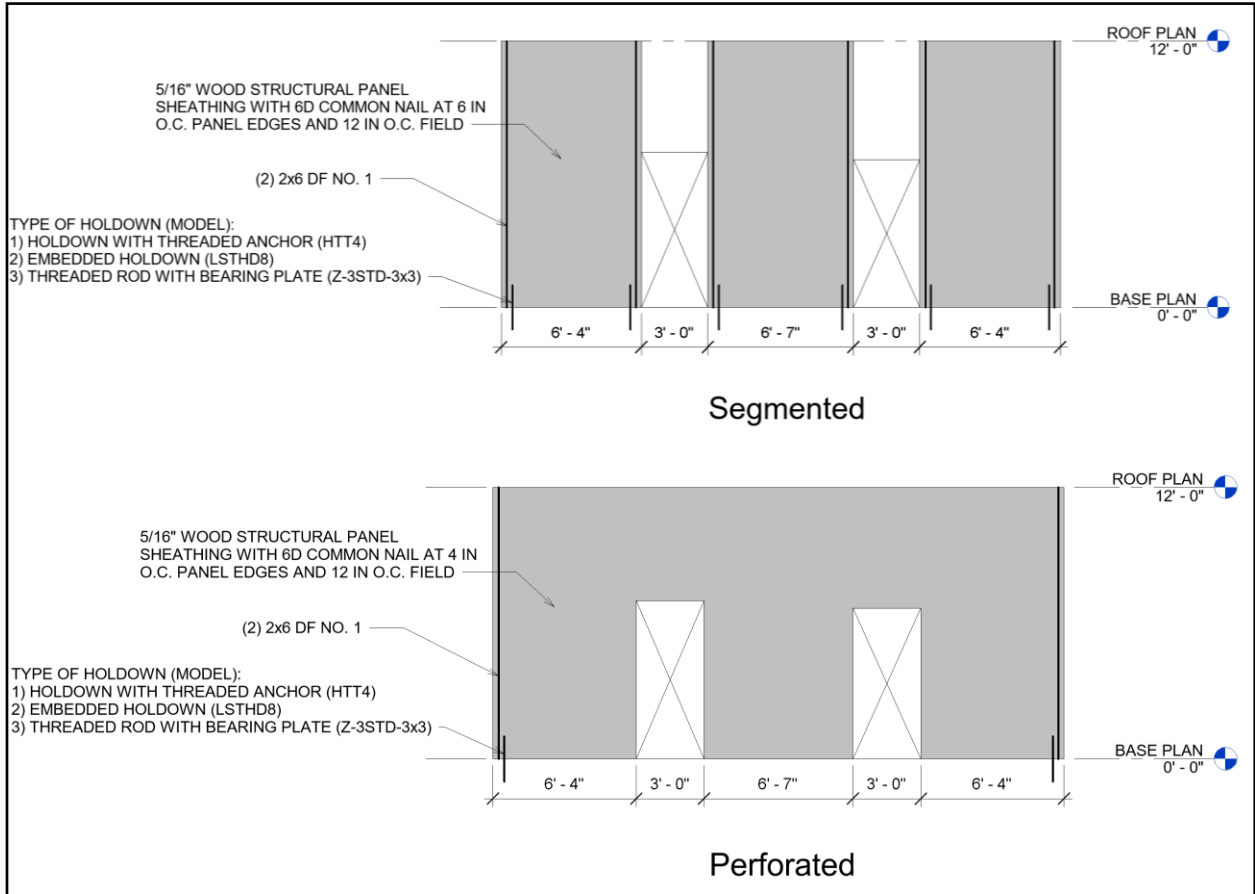 ROOF PLAN
12' - 0"
5/16" WOOD STRUCTURAL PANEL
SHEATHING WITH 6D COMMON NAIL AT 6 IN
O.C. PANEL EDGES AND 12 IN O.C. FIELD
(2) 2x6 DF NO. 1
TYPE OF HOLDOWN (MODEL):
1) HOLDOWN WITH THREADED ANCHOR (HTT4)
2) EMBEDDED HOLDOWN (LSTHD8)
3) THREADED ROD WITH BEARING PLATE (Z-3STD-3x3)
BASE PLAN
0' - 0"
6' - 4" 3' - 0" 6' - 7" 3' - 0" 6' - 4"
Segmented
ROOF PLAN
12' - 0"
5/16" WOOD STRUCTURAL PANEL
SHEATHING WITH 6D COMMON NAIL AT 4 IN
O.C. PANEL EDGES AND 12 IN O.C. FIELD
(2) 2x6 DF NO. 1
TYPE OF HOLDOWN (MODEL):
1) HOLDOWN WITH THREADED ANCHOR (HTT4)
2) EMBEDDED HOLDOWN (LSTHD8)
3) THREADED ROD WITH BEARING PLATE (Z-3STD-3x3)
BASE PLAN
0' - 0"
6' - 4" 3' - 0" 6' - 7" 3' - 0" 6' - 4"
Perforated